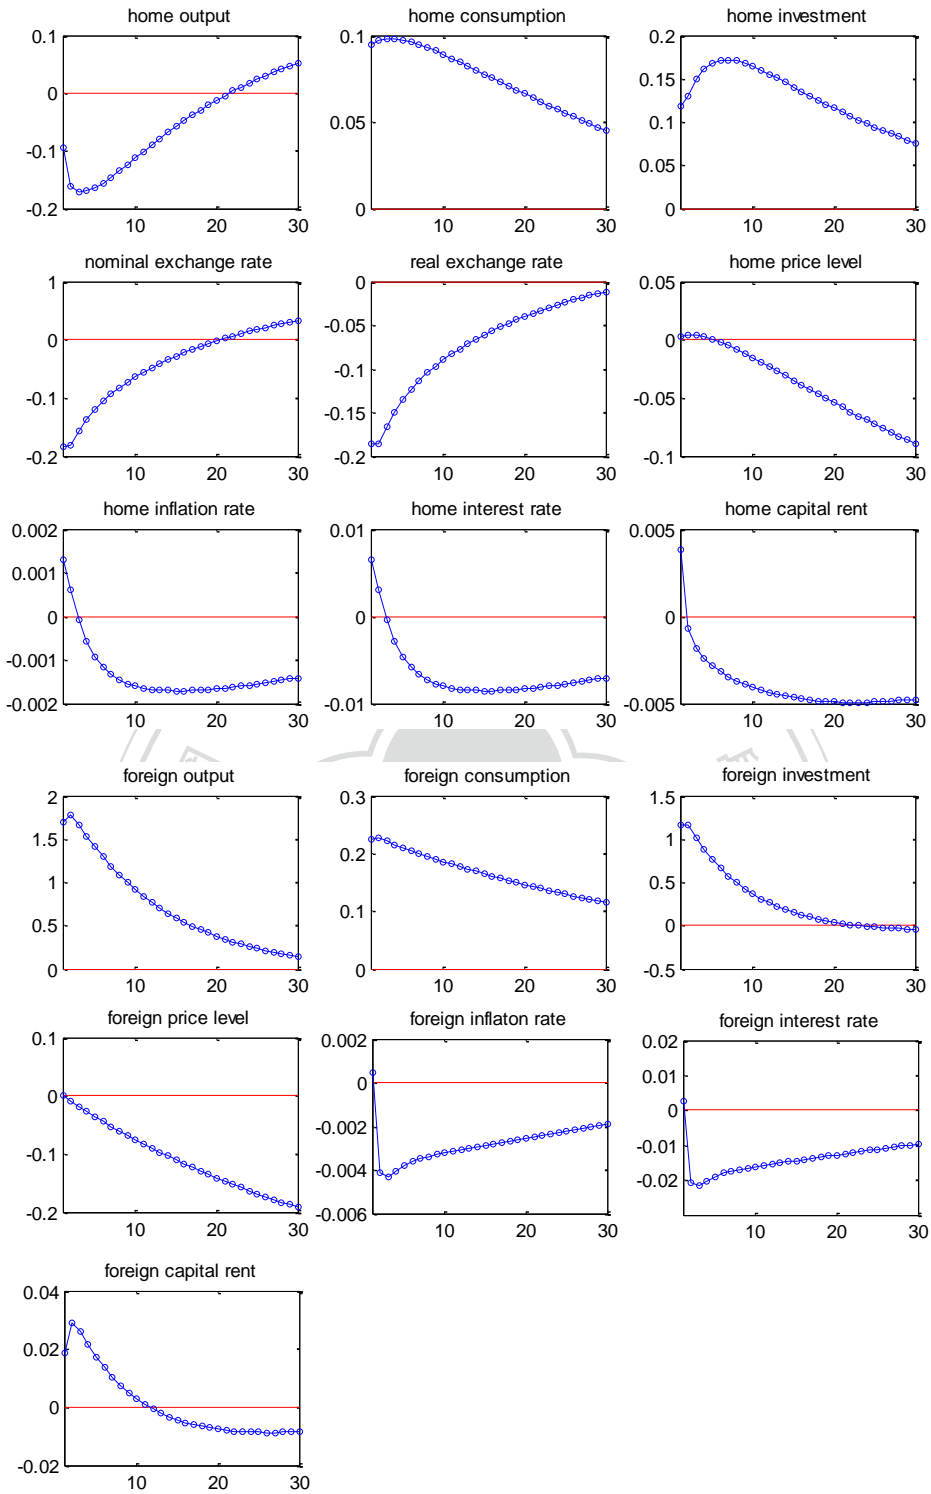 home output home consumption home investment
0.1 0.1 0.2
0 0.15
0.05 0.1
-0.1 0.05
-0.2 0 0
10 20 30 10 20 30 10 20 30
nominal exchange rate real exchange rate home price level
1 0 0.05
0 -0.05 0
-0.1 -0.1 -0.05
-0.15
-0.2 -0.2 -0.1
10 20 30 10 20 30 10 20 30
home inflation rate home interest rate home capital rent
0.002 0.01 0.005
0.001
0 0 0
-0.001
-0.002 -0.01 -0.005
10 20 30 10 20 30 10 20 30
foreign output foreign consumption foreign investment
2 0.3 1.5
1.5 0.2 1
1 0.5
0.5 0.1 0
0 0 -0.5
10 20 30 10 20 30 10 20 30
foreign price level foreign inflaton rate foreign interest rate
0.1 0.002 0.02
0 0 0.01
-0.002 0
-0.1 -0.004 -0.01
-0.2 -0.006 -0.02
10 20 30 10 20 30 10 20 30
foreign capital rent
0.04
0.02
0
-0.02
10 20 30